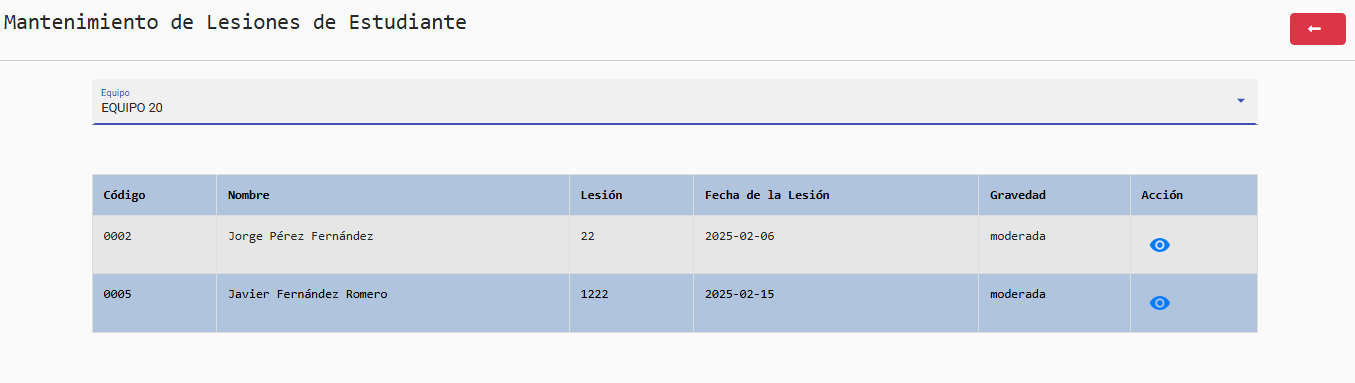 Mantenimiento de Lesiones de Estudiante
Equipo
EQUIPO 20
Código Nombre Lesión Fecha de la Lesión Gravedad Acción
0002 Jorge Pérez Fernández 22 2025-02-06 moderada
0005 Javier Fernández Romero 1222 2025-02-15 moderada